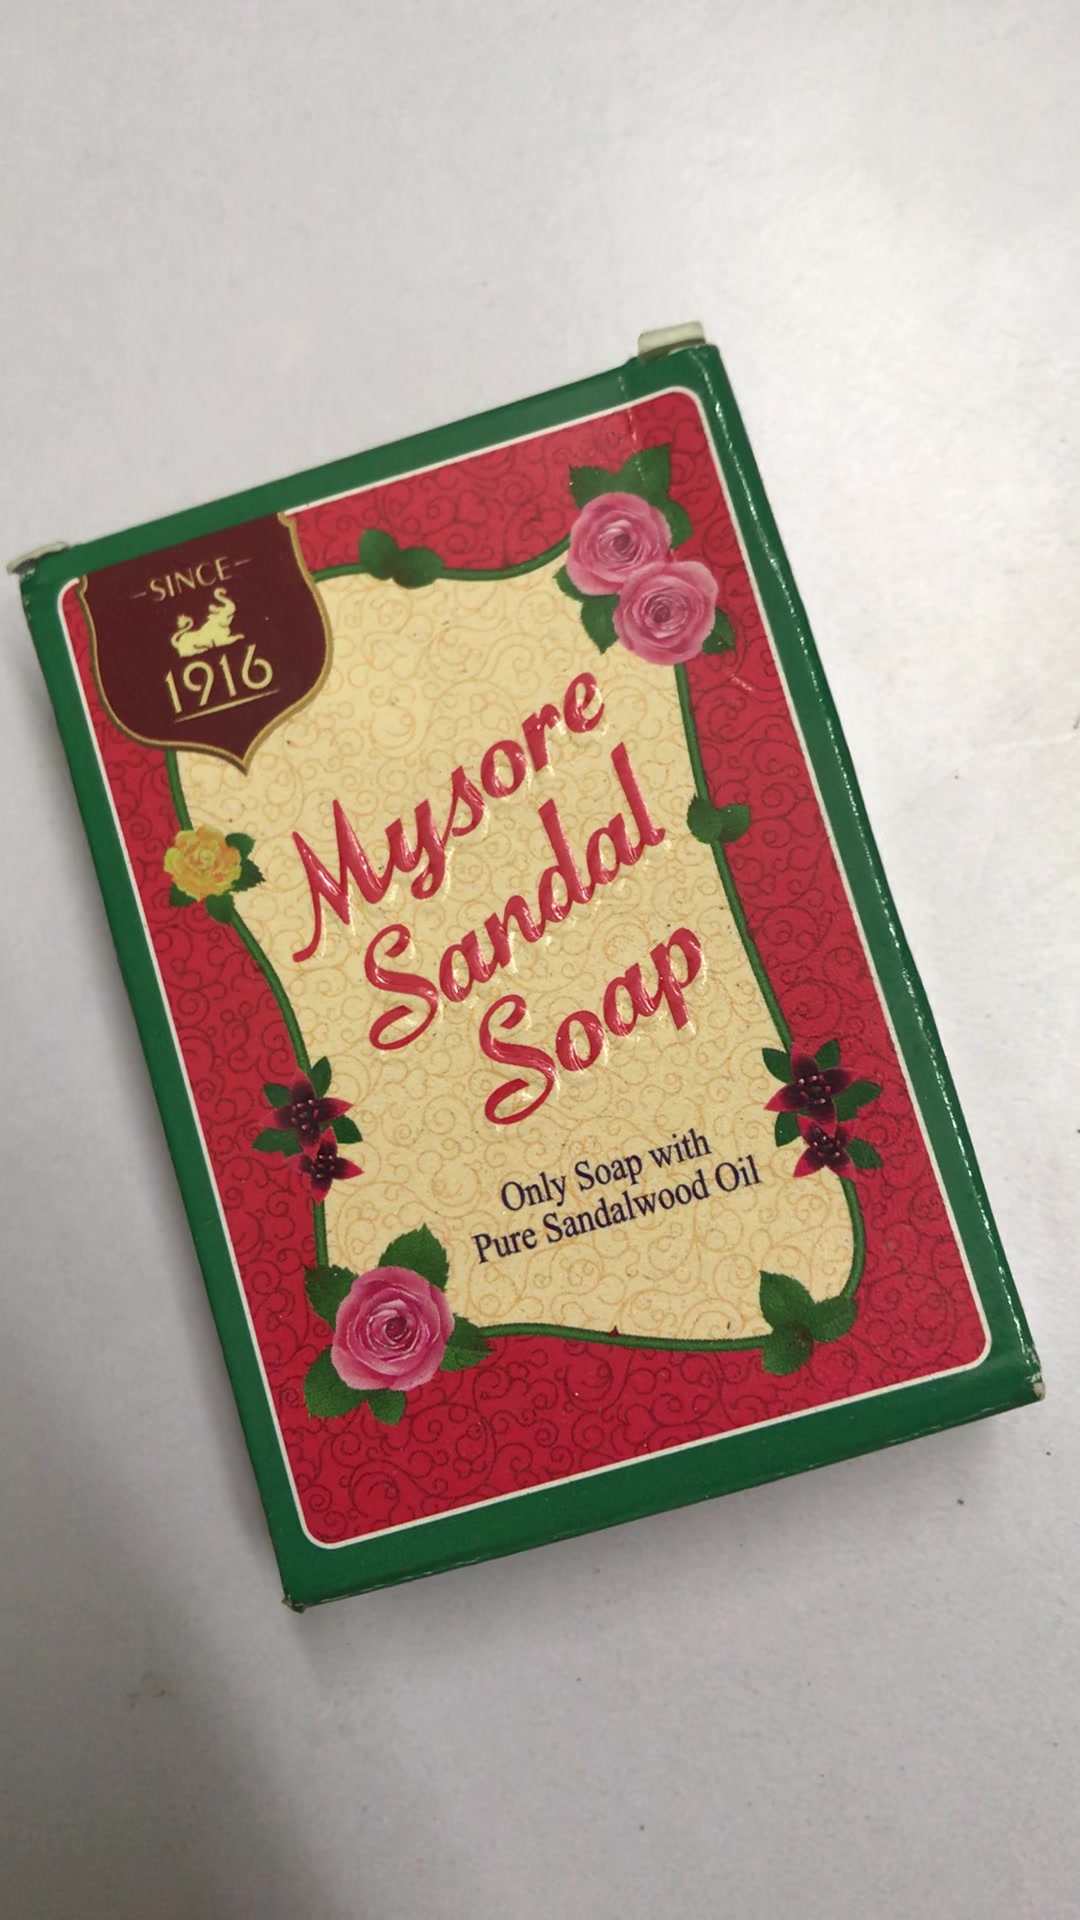 -SINCE-
1916
Mysore
Sandal
Soap
Only Soap with
Pure Sandalwood Oil